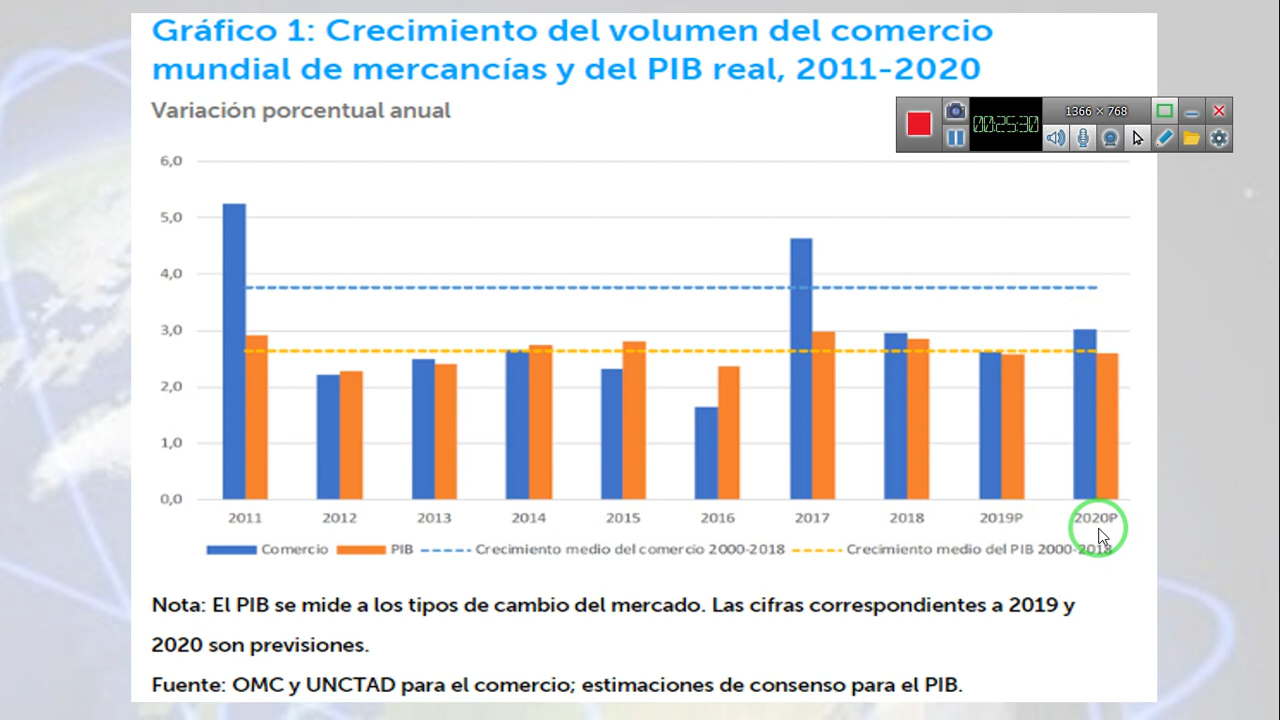 Gráfico 1: Crecimiento del volumen del comercio
mundial de mercancías y del PIB real, 2011-2020
Variación porcentual anual
1366 × 768
00:25:30
6,0
5,0
4,0
3,0
2,0
1,0
0,0
2011 2012 2013 2014 2015 2016 2017 2018 2019P 2020P
Comercio PIB Crecimiento medio del comercio 2000-2018 Crecimiento medio del PIB 2000-2018
Nota: El PIB se mide a los tipos de cambio del mercado. Las cifras correspondientes a 2019 y
2020 son previsiones.
Fuente: OMC y UNCTAD para el comercio; estimaciones de consenso para el PIB.